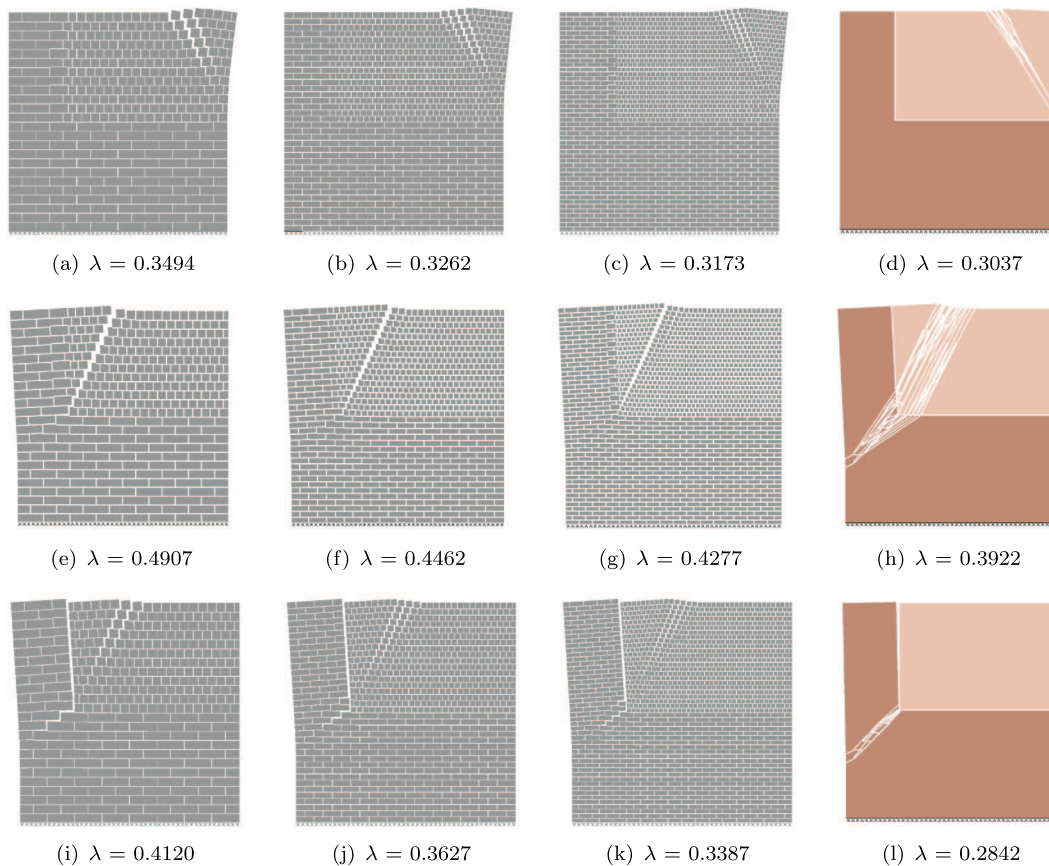 (a) λ = 0.3494
(b) λ = 0.3262
(c) λ = 0.3173
(d) λ = 0.3037
(e) λ = 0.4907
(f) λ = 0.4462
(g) λ = 0.4277
(h) λ = 0.3922
(i) λ = 0.4120
(j) λ = 0.3627
(k) λ = 0.3387
(l) λ = 0.2842